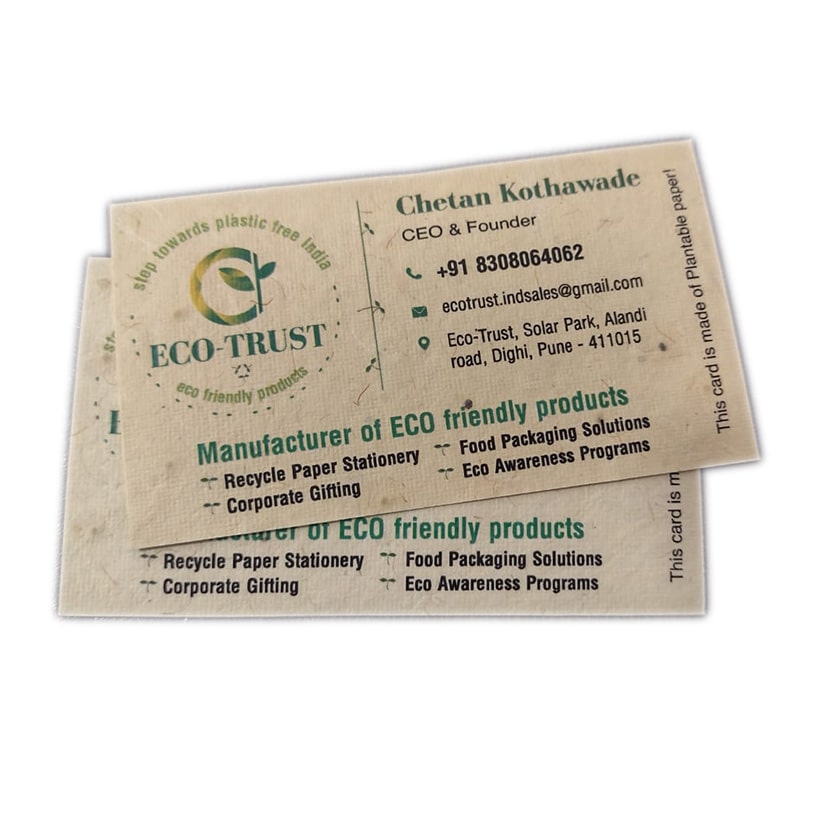 step towards plastic free India
ECO-TRUST
eco friendly products
Chetan Kothawade
CEO & Founder
+91 8308064062
ecotrust.indsales@gmail.com
Eco-Trust, Solar Park, Alandi
road, Dighi, Pune - 411015
Manufacturer of ECO friendly products
Recycle Paper Stationery
Food Packaging Solutions
Corporate Gifting
Eco Awareness Programs
This card is made of Plantable paper!
of ECO friendly products
Recycle Paper Stationery
Food Packaging Solutions
Corporate Gifting
Eco Awareness Programs
This card is m